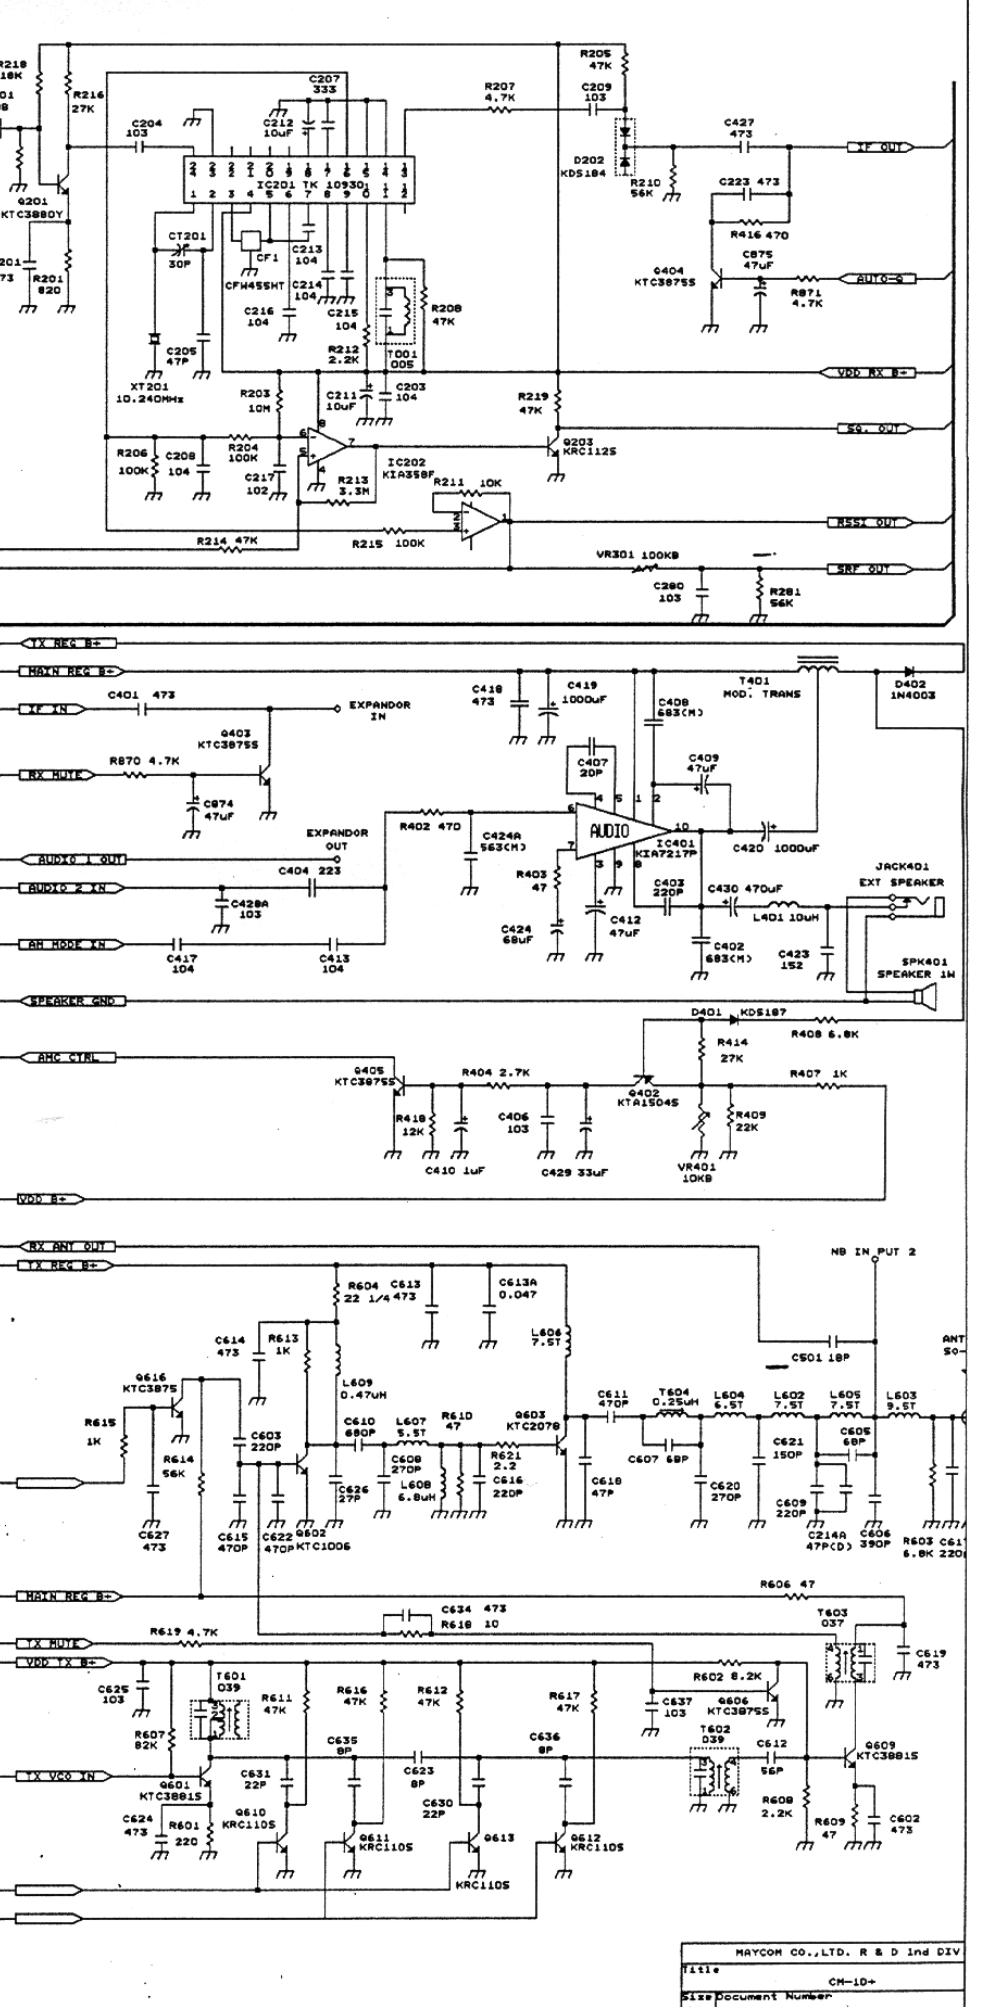 R218
18K
R216
27K
C204
103
C207
333
C212
10uF
R207
4.7K
C209
103
R205
47K
C427
473
IF OUT
D202
KDS184
R210
56K
C223 473
R416 470
Q201
KTC3880Y
IC201 TK 10930
CT201
30P
CF1
CFW455HT
C213
104
C214
104
C216
104
C215
104
R212
2.2K
T001
005
R208
47K
Q404
KTC3875S
C875
47uF
R871
4.7K
AUTO-Q
R201
820
C205
47P
XT201
10.240MHz
R203
10M
C211
10uF
C203
104
VDD RX B+
R219
47K
SQ. OUT
Q203
KRC112S
R206
100K
C208
104
R204
100K
C217
102
IC202
KIA358F
R213
3.3M
R211 10K
R214 47K
R215 100K
RSSI OUT
VR301 100KB
C280
103
R281
56K
SRF OUT
TX REG B+
MAIN REG B+
T401
MOD. TRANS
D402
1N4003
IF IN
C401 473
EXPANDOR
IN
C418
473
C419
1000uF
C408
683(M)
Q403
KTC3875S
RX MUTE
R870 4.7K
C874
47uF
C407
20P
C409
47uF
EXPANDOR
OUT
R402 470
C424A
563(M)
AUDIO
IC401
KIA7217P
C420 1000uF
AUDIO 1 OUT
AUDIO 2 IN
C404 223
C428A
103
R403
47
C403
220P
C430 470uF
L401 10uH
JACK401
EXT SPEAKER
C424
68uF
C412
47uF
C402
683(M)
C423
152
AM MODE IN
C417
104
C413
104
SPK401
SPEAKER 1W
SPEAKER GND
D401 KDS187
R408 6.8K
AMC CTRL
Q405
KTC3875S
R404 2.7K
R414
27K
R407 1K
Q402
KTA1504S
R418
12K
C406
103
R409
22K
C410 1uF
C429 33uF
VR401
10KB
VDD B+
RX ANT OUT
NB IN PUT 2
TX REG B+
R604
22 1/4
C613
473
C613A
0.047
L606
7.5T
C501 18P
ANT
SO-
C614
473
R613
1K
L609
0.47uH
Q616
KTC3875
R615
1K
C603
220P
C610
680P
L607
5.5T
R610
47
Q603
KTC2078
C611
470P
T604
0.25uH
L604
6.5T
L602
7.5T
L605
7.5T
L603
9.5T
R614
56K
C605
68P
C621
150P
R621
2.2
C607 68P
C608
270P
L608
6.8uH
C616
220P
C618
47P
C620
270P
C609
220P
C626
27P
C627
473
C615
470P
C622
470P
Q602
KTC1006
C214A
47P(D)
C606
390P
R603
6.8K
C61
220
MAIN REG B+
R606 47
C634 473
R618 10
T603
037
TX MUTE
R619 4.7K
C619
473
VDD TX B+
C625
103
T601
039
R611
47K
R616
47K
R612
47K
R617
47K
R602 8.2K
C637
103
Q606
KTC3875S
R607
82K
T602
039
C612
56P
Q609
KTC3881S
C635
8P
C636
8P
TX VCO IN
Q601
KTC3881S
C631
22P
C623
8P
C630
22P
R608
2.2K
C624
473
R601
220
Q610
KRC110S
Q611
KRC110S
Q613
KRC110S
Q612
KRC110S
R609
47
C602
473
MAYCOM CO.,LTD. R & D 1nd DIV
Title
CM-10+
Size Document Number